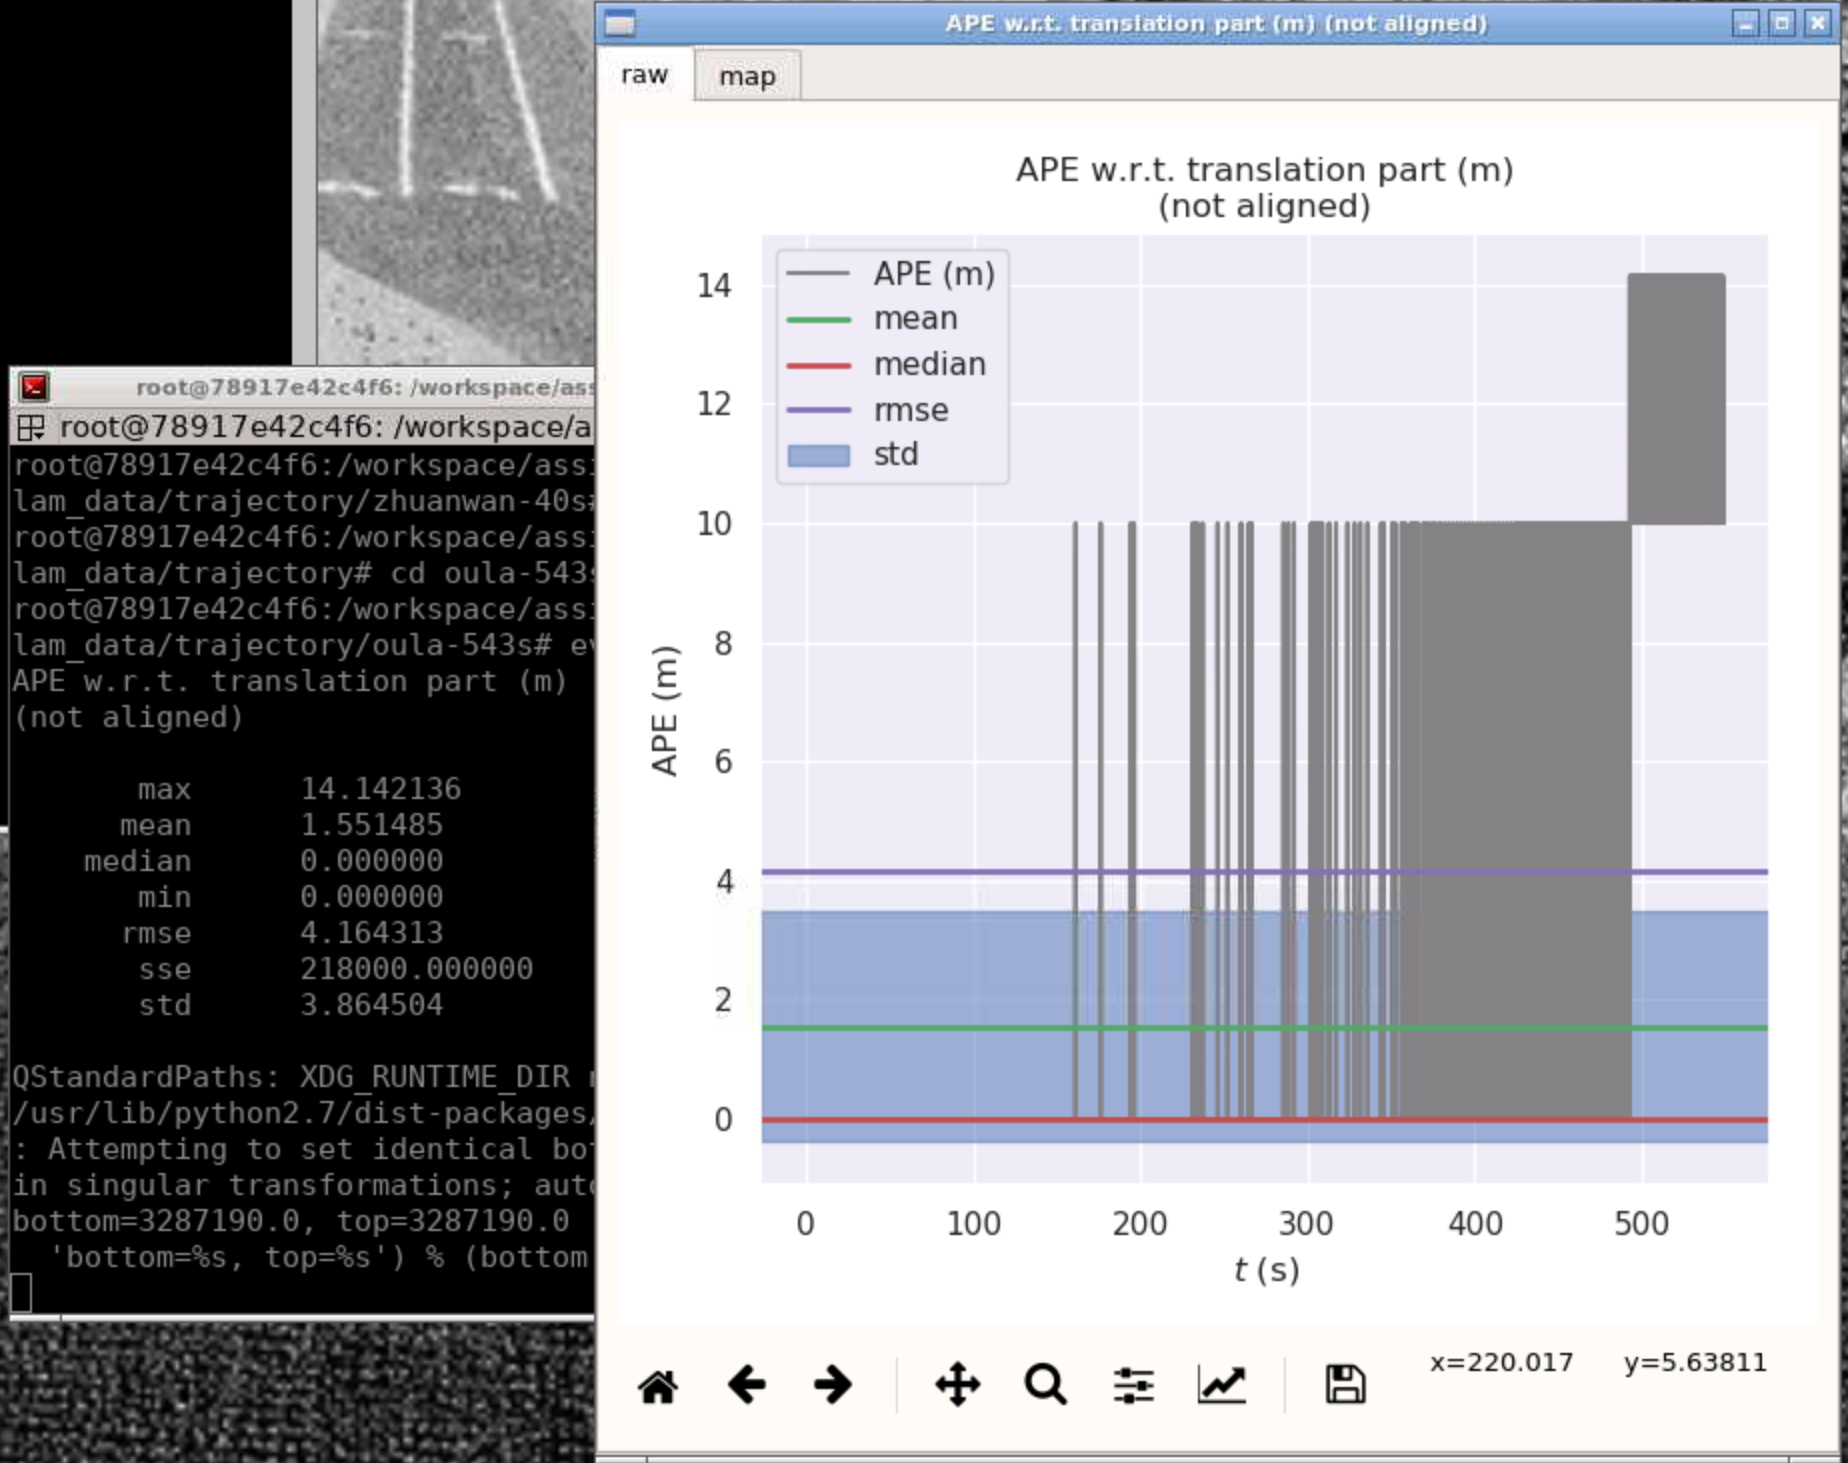 root@78917e42c4f6: /workspace/ass
root@78917e42c4f6: /workspace/a
root@78917e42c4f6:/workspace/ass
lam_data/trajectory/zhuanwan-40s#
root@78917e42c4f6:/workspace/ass
lam_data/trajectory# cd oula-543s
root@78917e42c4f6:/workspace/ass
lam_data/trajectory/oula-543s# ev
APE w.r.t. translation part (m)
(not aligned)
max 14.142136
mean 1.551485
median 0.000000
min 0.000000
rmse 4.164313
sse 218000.000000
std 3.864504
QStandardPaths: XDG_RUNTIME_DIR
/usr/lib/python2.7/dist-packages/
: Attempting to set identical bot
in singular transformations; auto
bottom=3287190.0, top=3287190.0
'bottom=%s, top=%s') % (bottom
APE w.r.t. translation part (m) (not aligned)
raw map
APE w.r.t. translation part (m)
(not aligned)
APE (m)
mean
median
rmse
std
14
12
10
8
6
4
2
0
APE (m)
0 100 200 300 400 500
t (s)
x=220.017 y=5.63811